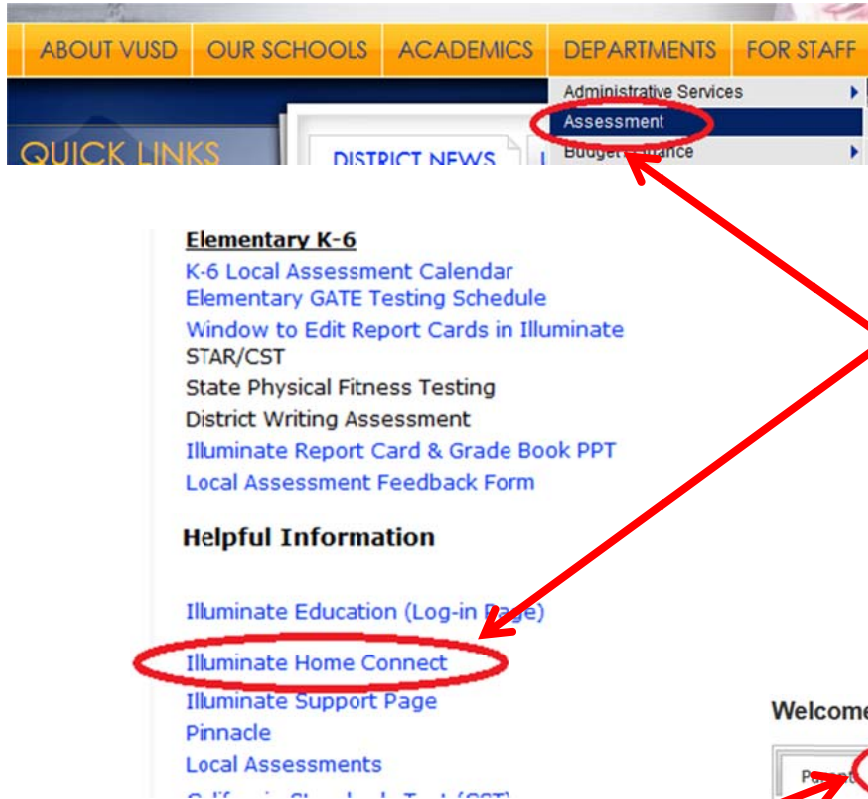 ABOUT VUSD OUR SCHOOLS ACADEMICS DEPARTMENTS FOR STAFF
Administrative Services
Assessment
QUICK LINKS
DISTRICT NEWS
Budget Finance
Elementary K-6
K-6 Local Assessment Calendar
Elementary GATE Testing Schedule
Window to Edit Report Cards in Illuminate
STAR/CST
State Physical Fitness Testing
District Writing Assessment
Illuminate Report Card & Grade Book PPT
Local Assessment Feedback Form
Helpful Information
Illuminate Education (Log-in Page)
Illuminate Home Connect
Illuminate Support Page
Pinnacle
Local Assessments
Welcome